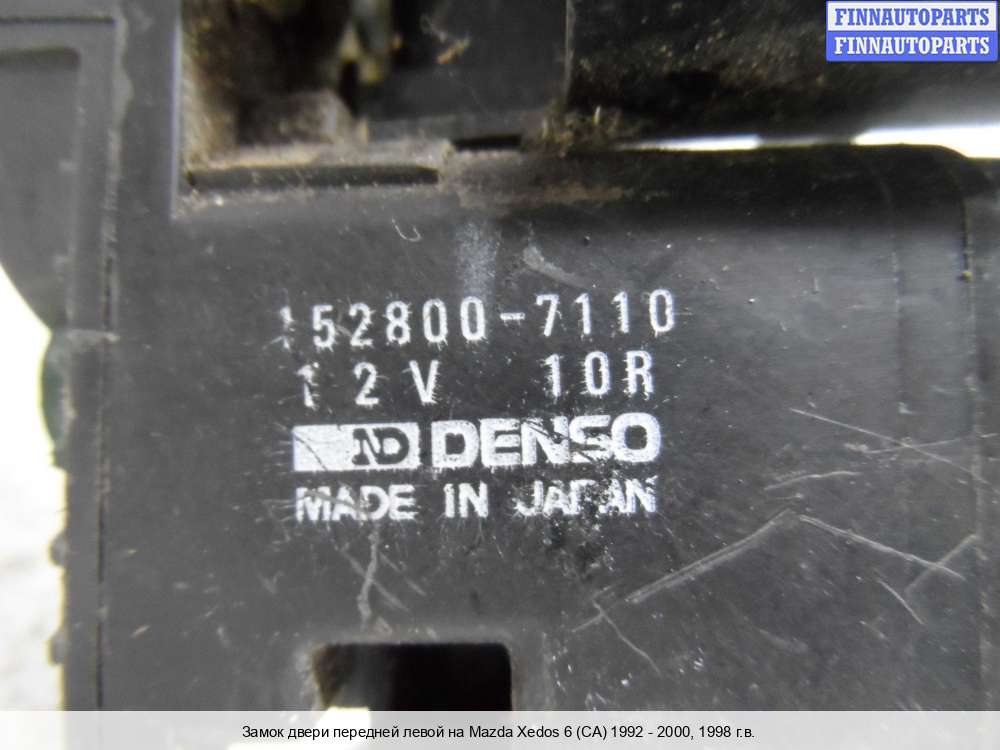 FINNAUTOPARTS
FINNAUTOPARTS
152800-7110
12V 10R
ND DENSO
MADE IN JAPAN
Замок двери передней левой на Mazda Xedos 6 (CA) 1992 - 2000, 1998 г.в.